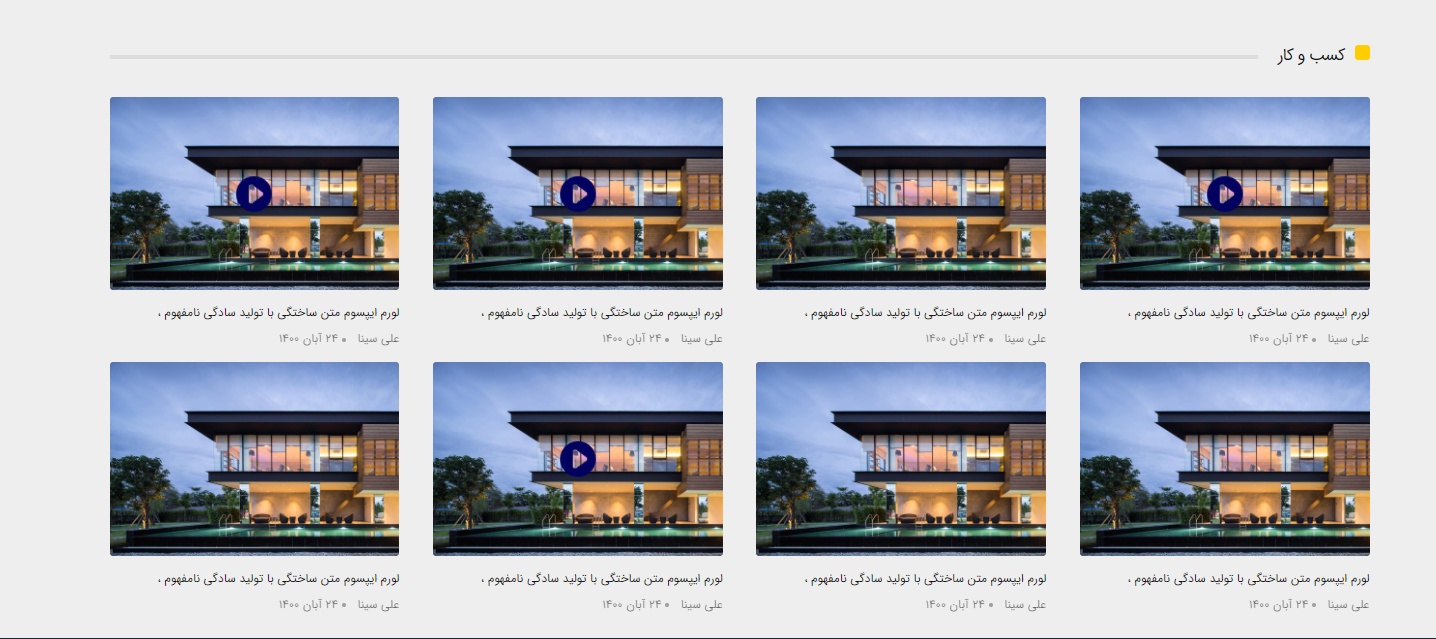 کسب و کار
لورم ایپسوم متن ساختگی با تولید سادگی نامفهوم ،
علی سینا • ۲۴ آبان ۱۴۰۰
لورم ایپسوم متن ساختگی با تولید سادگی نامفهوم ،
علی سینا • ۲۴ آبان ۱۴۰۰
لورم ایپسوم متن ساختگی با تولید سادگی نامفهوم ،
علی سینا • ۲۴ آبان ۱۴۰۰
لورم ایپسوم متن ساختگی با تولید سادگی نامفهوم ،
علی سینا • ۲۴ آبان ۱۴۰۰
لورم ایپسوم متن ساختگی با تولید سادگی نامفهوم ،
علی سینا • ۲۴ آبان ۱۴۰۰
لورم ایپسوم متن ساختگی با تولید سادگی نامفهوم ،
علی سینا • ۲۴ آبان ۱۴۰۰
لورم ایپسوم متن ساختگی با تولید سادگی نامفهوم ،
علی سینا • ۲۴ آبان ۱۴۰۰
لورم ایپسوم متن ساختگی با تولید سادگی نامفهوم ،
علی سینا • ۲۴ آبان ۱۴۰۰